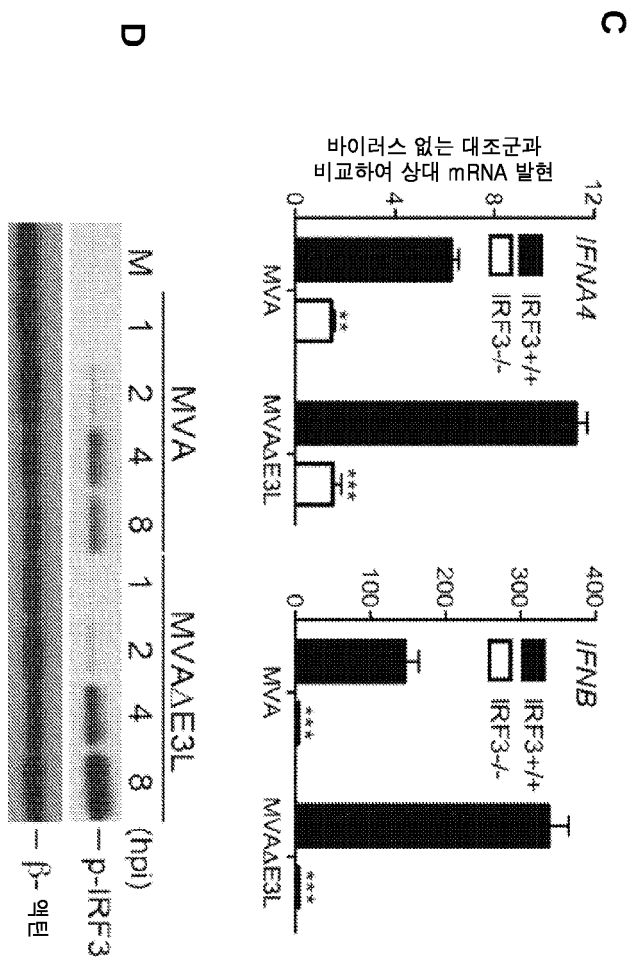 C
바이러스 없는 대조군과
비교하여 상대 mRNA 발현
12
8
4
0
IFNA4
IRF3+/+
IRF3-/-
**
***
MVA
MVAΔE3L
400
300
200
100
0
IFNB
IRF3+/+
IRF3-/-
***
***
MVA
MVAΔE3L
D
MVA MVAΔE3L
M 1 2 4 8 1 2 4 8 (hpi)
– p-IRF3
– β- 액틴